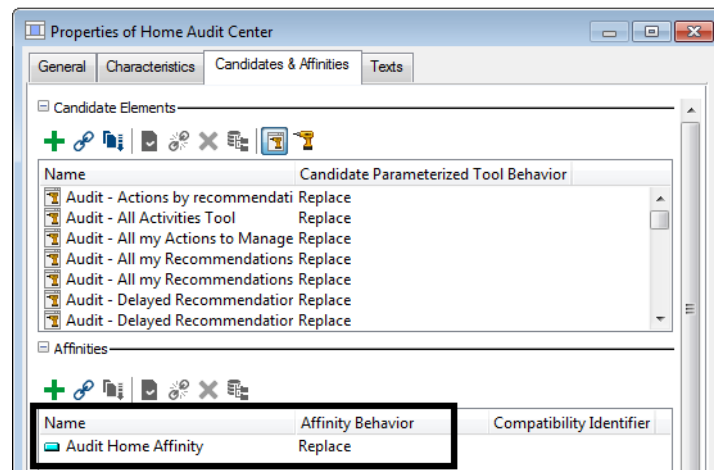 Properties of Home Audit Center
General Characteristics Candidates & Affinities Texts
Candidate Elements
Name Candidate Parameterized Tool Behavior
Audit - Actions by recommendati Replace
Audit - All Activities Tool Replace
Audit - All my Actions to Manage Replace
Audit - All my Recommendations Replace
Audit - All my Recommendations Replace
Audit - Delayed Recommendation Replace
Audit - Delayed Recommendation Replace
Affinities
Name Affinity Behavior Compatibility Identifier
Audit Home Affinity Replace